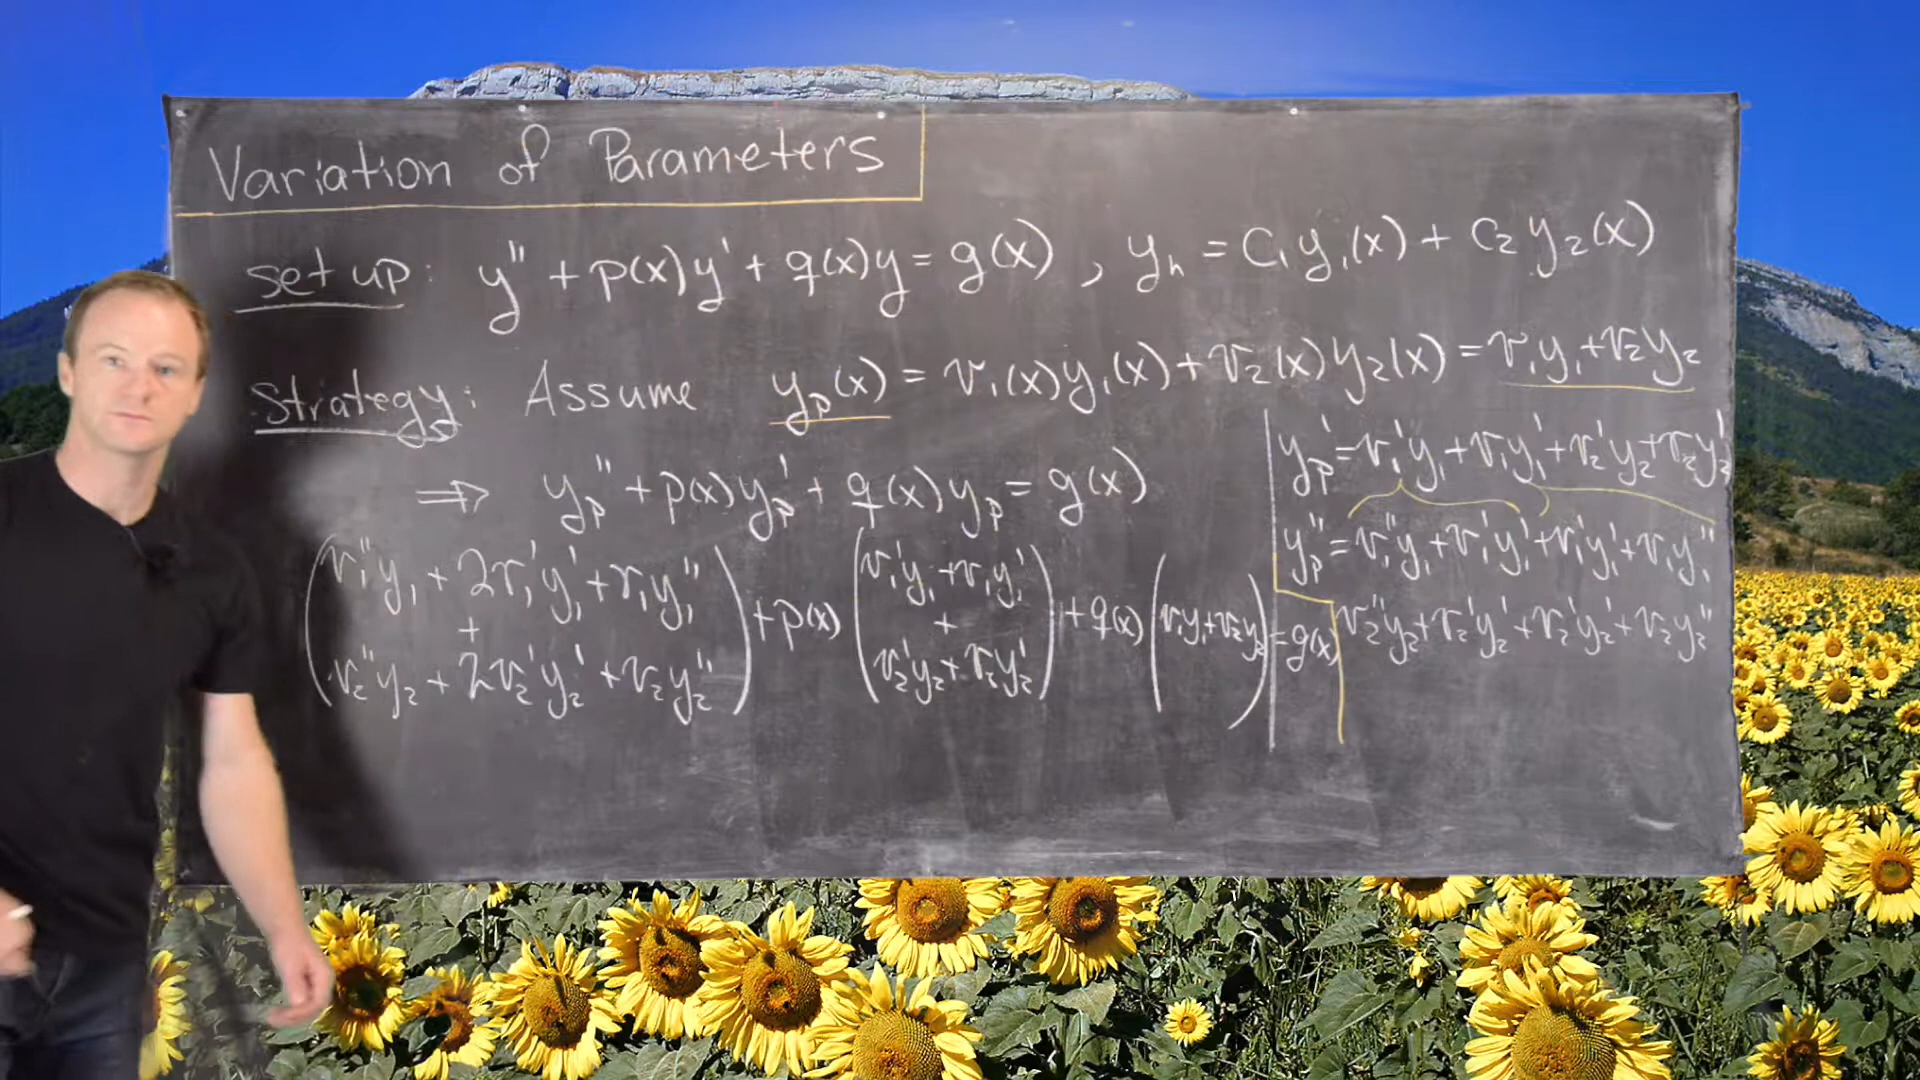 Variation of Parameters
set up: y'' + p(x)y' + q(x)y = g(x), yₕ = c₁y₁(x) + c₂y₂(x)
Strategy: Assume yₚ(x) = v₁(x)y₁(x) + v₂(x)y₂(x) = v₁y₁ + v₂y₂
⇒ yₚ'' + p(x)yₚ' + q(x)yₚ = g(x)
(v₁''y₁ + 2v₁'y₁' + v₁y₁'' + v₂''y₂ + 2v₂'y₂' + v₂y₂'') + p(x)(v₁'y₁ + v₁y₁' + v₂'y₂ + v₂y₂') + q(x)(v₁y₁ + v₂y₂) = g(x)
yₚ' = v₁'y₁ + v₁y₁' + v₂'y₂ + v₂y₂'
yₚ'' = v₁''y₁ + v₁'y₁' + v₁'y₁' + v₁y₁''
v₂''y₂ + v₂'y₂' + v₂'y₂' + v₂y₂''